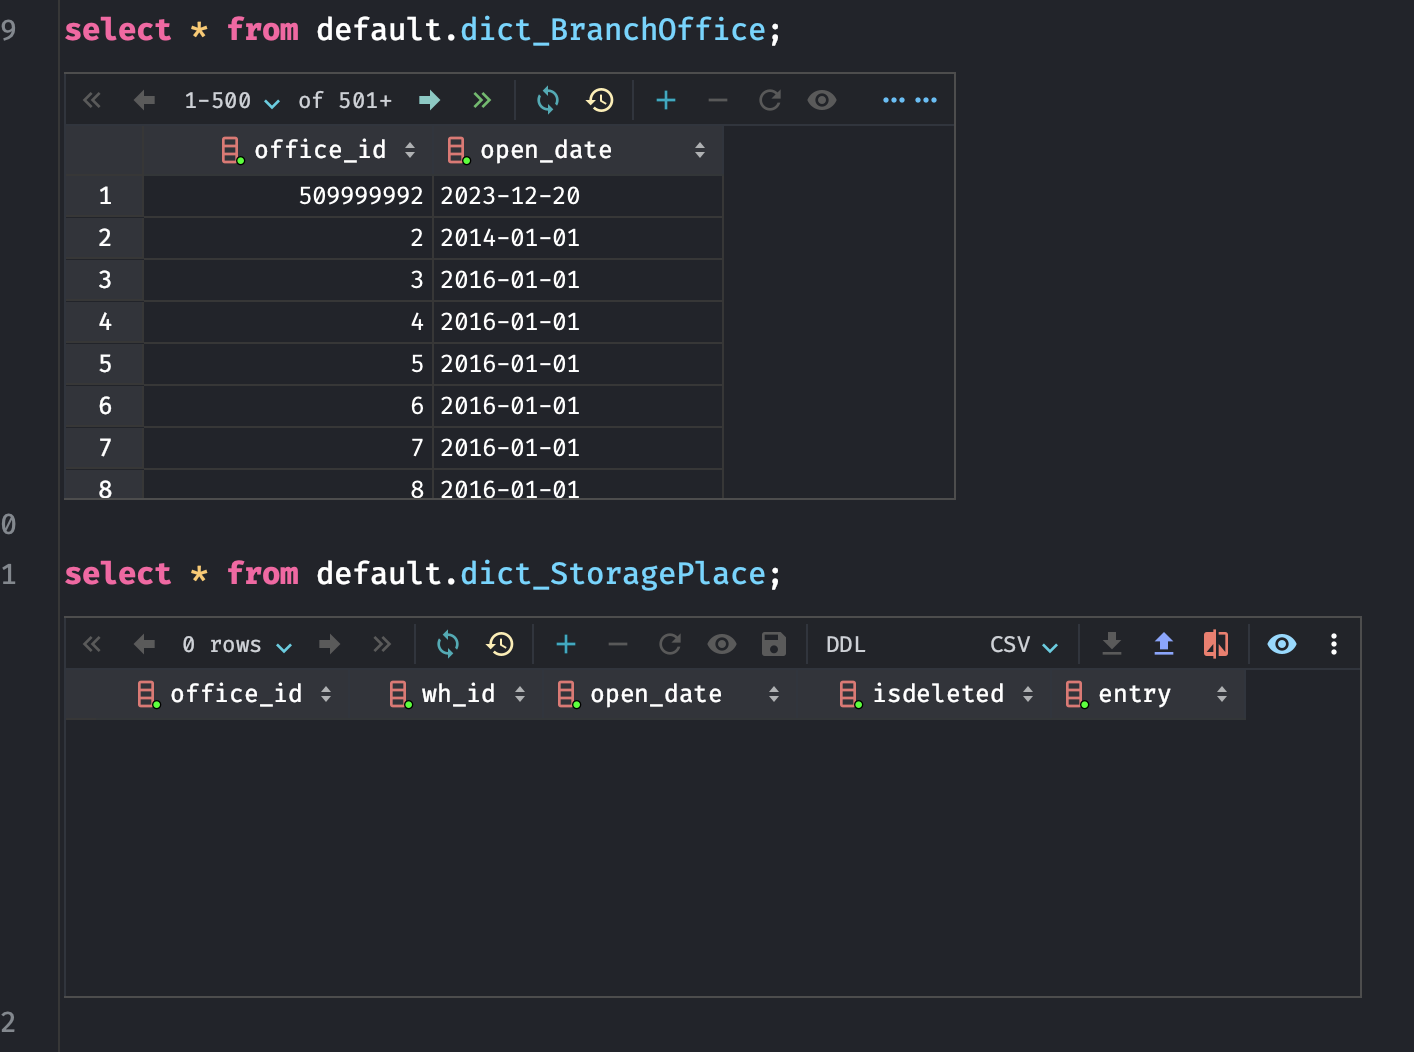 9 select * from default.dict_BranchOffice;
1-500 of 501+
office_id open_date
1 509999992 2023-12-20
2 2 2014-01-01
3 3 2016-01-01
4 4 2016-01-01
5 5 2016-01-01
6 6 2016-01-01
7 7 2016-01-01
8 8 2016-01-01
0
1 select * from default.dict_StoragePlace;
0 rows DDL CSV
office_id wh_id open_date isdeleted entry
2